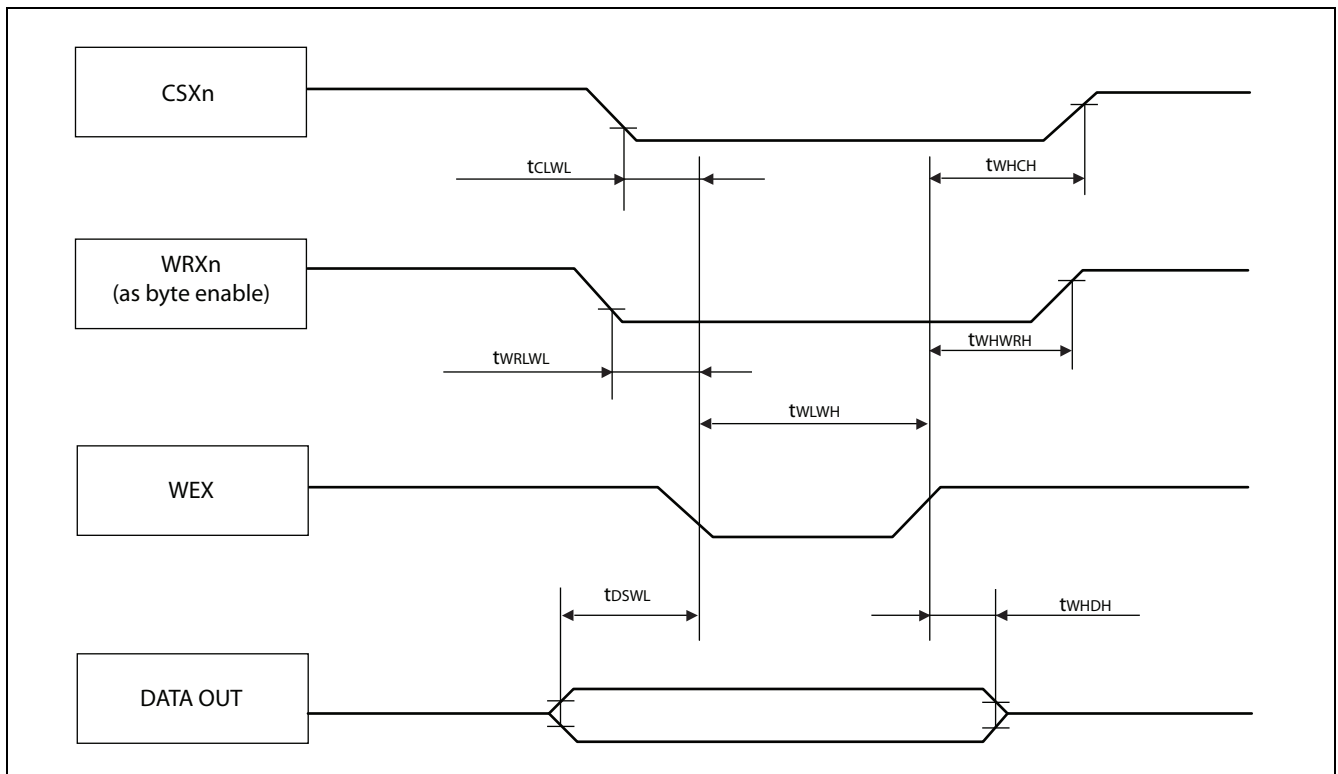 CSXn
tCLWL
tWHCH
WRXn
(as byte enable)
tWRLWL
tWHWRH
tWLWH
WEX
tDSWL
tWHDH
DATA OUT